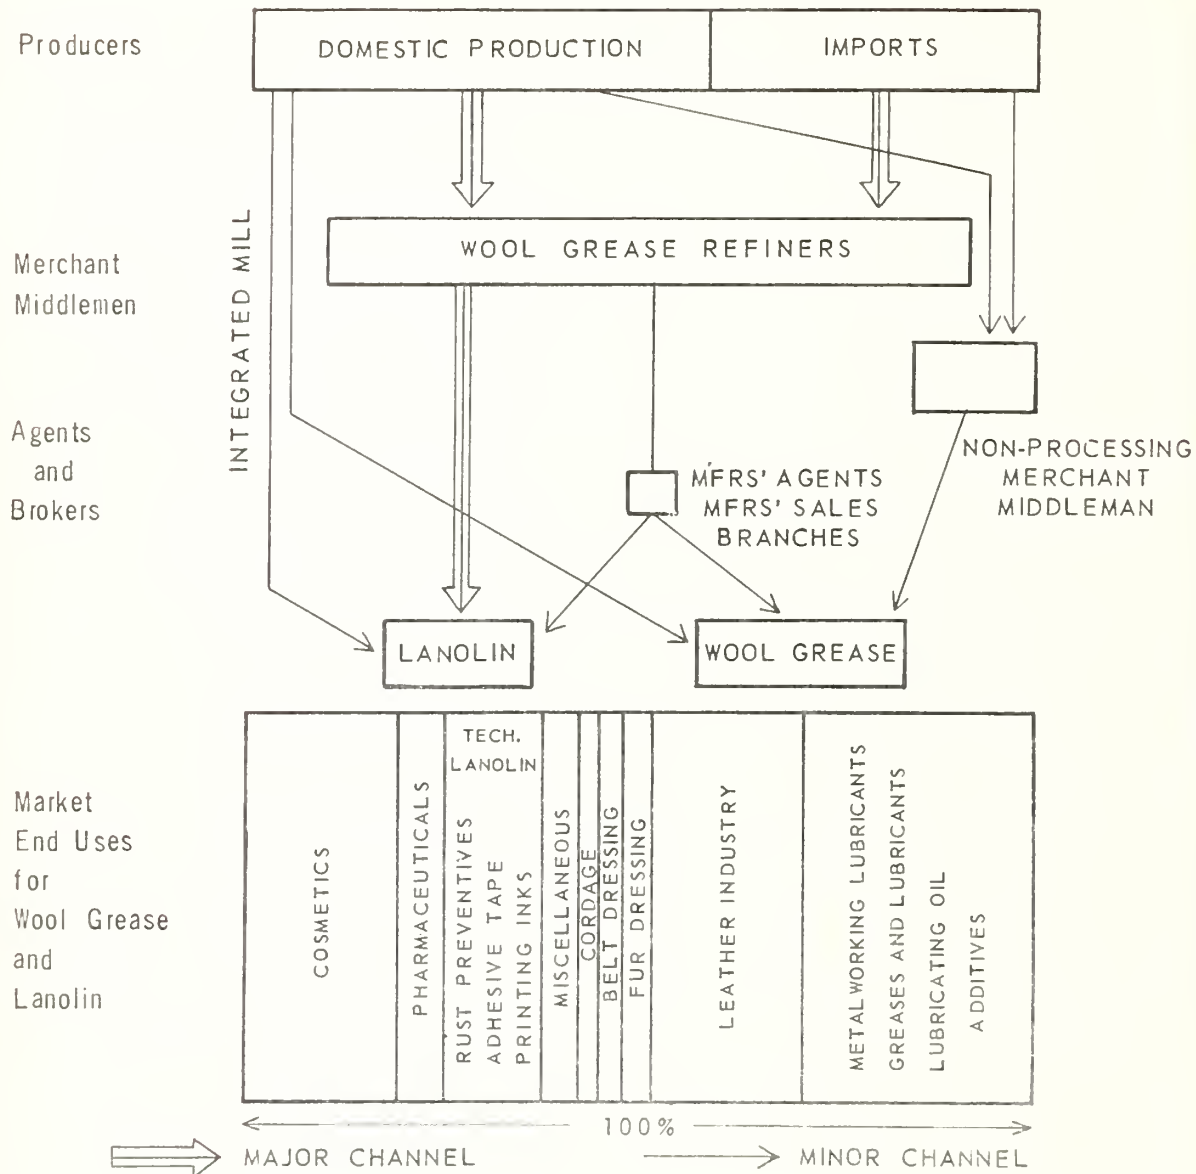 Producers
DOMESTIC PRODUCTION
IMPORTS
INTEGRATED MILL
Merchant
Middlemen
WOOL GREASE REFINERS
Agents
and
Brokers
MFRS' AGENTS
MFRS' SALES
BRANCHES
NON-PROCESSING
MERCHANT
MIDDLEMAN
LANOLIN
WOOL GREASE
Market
End Uses
for
Wool Grease
and
Lanolin
COSMETICS
PHARMACEUTICALS
TECH.
LANOLIN
RUST PREVENTIVES
ADHESIVE TAPE
PRINTING INKS
MISCELLANEOUS
CORDAGE
BELT DRESSING
FUR DRESSING
LEATHER INDUSTRY
METALWORKING LUBRICANTS
GREASES AND LUBRICANTS
LUBRICATING OIL
ADDITIVES
100%
MAJOR CHANNEL
MINOR CHANNEL